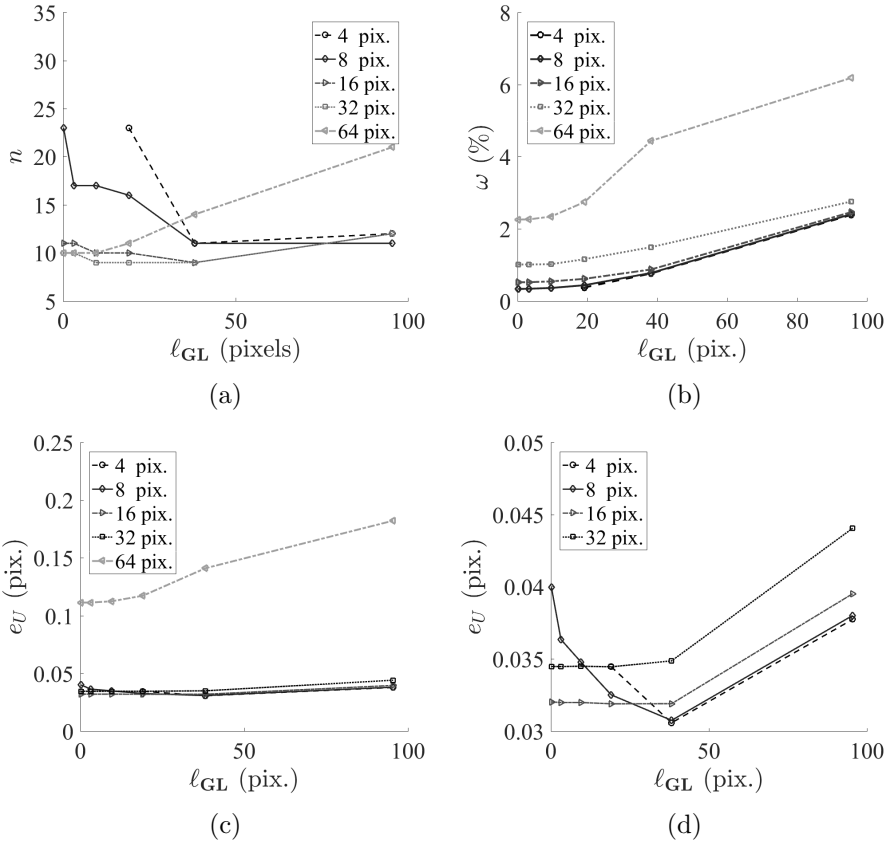 35
30
25
20
15
10
5
n
0
50
100
ℓGL (pixels)
4 pix.
8 pix.
16 pix.
32 pix.
64 pix.
(a)
8
6
4
2
0
ω (%)
0
20
40
60
80
100
ℓGL (pix.)
4 pix.
8 pix.
16 pix.
32 pix.
64 pix.
(b)
0.25
0.2
0.15
0.1
0.05
0
eU (pix.)
0
50
100
ℓGL (pix.)
4 pix.
8 pix.
16 pix.
32 pix.
64 pix.
(c)
0.05
0.045
0.04
0.035
0.03
eU (pix.)
0
50
100
ℓGL (pix.)
4 pix.
8 pix.
16 pix.
32 pix.
(d)